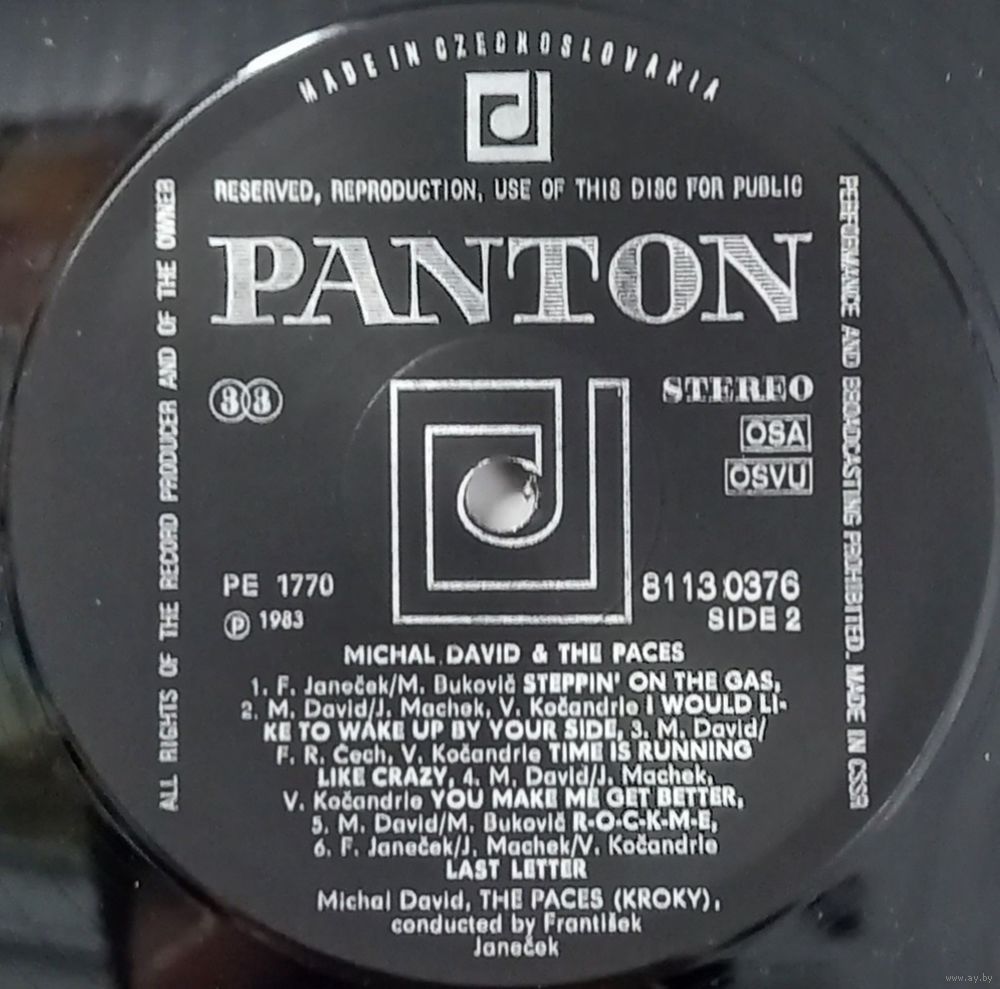 MADE IN CZECHOSLOVAKIA
RESERVED, REPRODUCTION, USE OF THIS DISC FOR PUBLIC
PERFORMANCE AND BROADCASTING PROHIBITED. MADE IN CSSR
ALL RIGHTS OF THE RECORD PRODUCER AND OF THE OWNER
PANTON
33
STEREO
OSA
OSVU
PE 1770
8113 0376
Ⓟ 1983
SIDE 2
MICHAL DAVID & THE PACES
1. F. Janeček/M. Bukovič STEPPIN' ON THE GAS,
2. M. David/J. Machek, V. Kočandrle I WOULD LI-
KE TO WAKE UP BY YOUR SIDE, 3. M. David/
F. R. Čech, V. Kočandrle TIME IS RUNNING
LIKE CRAZY, 4. M. David/J. Machek,
V. Kočandrle YOU MAKE ME GET BETTER,
5. M. David/M. Bukovič R-O-C-K-M-E,
6. F. Janeček/J. Machek/V. Kočandrle
LAST LETTER
Michal David, THE PACES (KROKY),
conducted by František
Janeček
www.ay.by